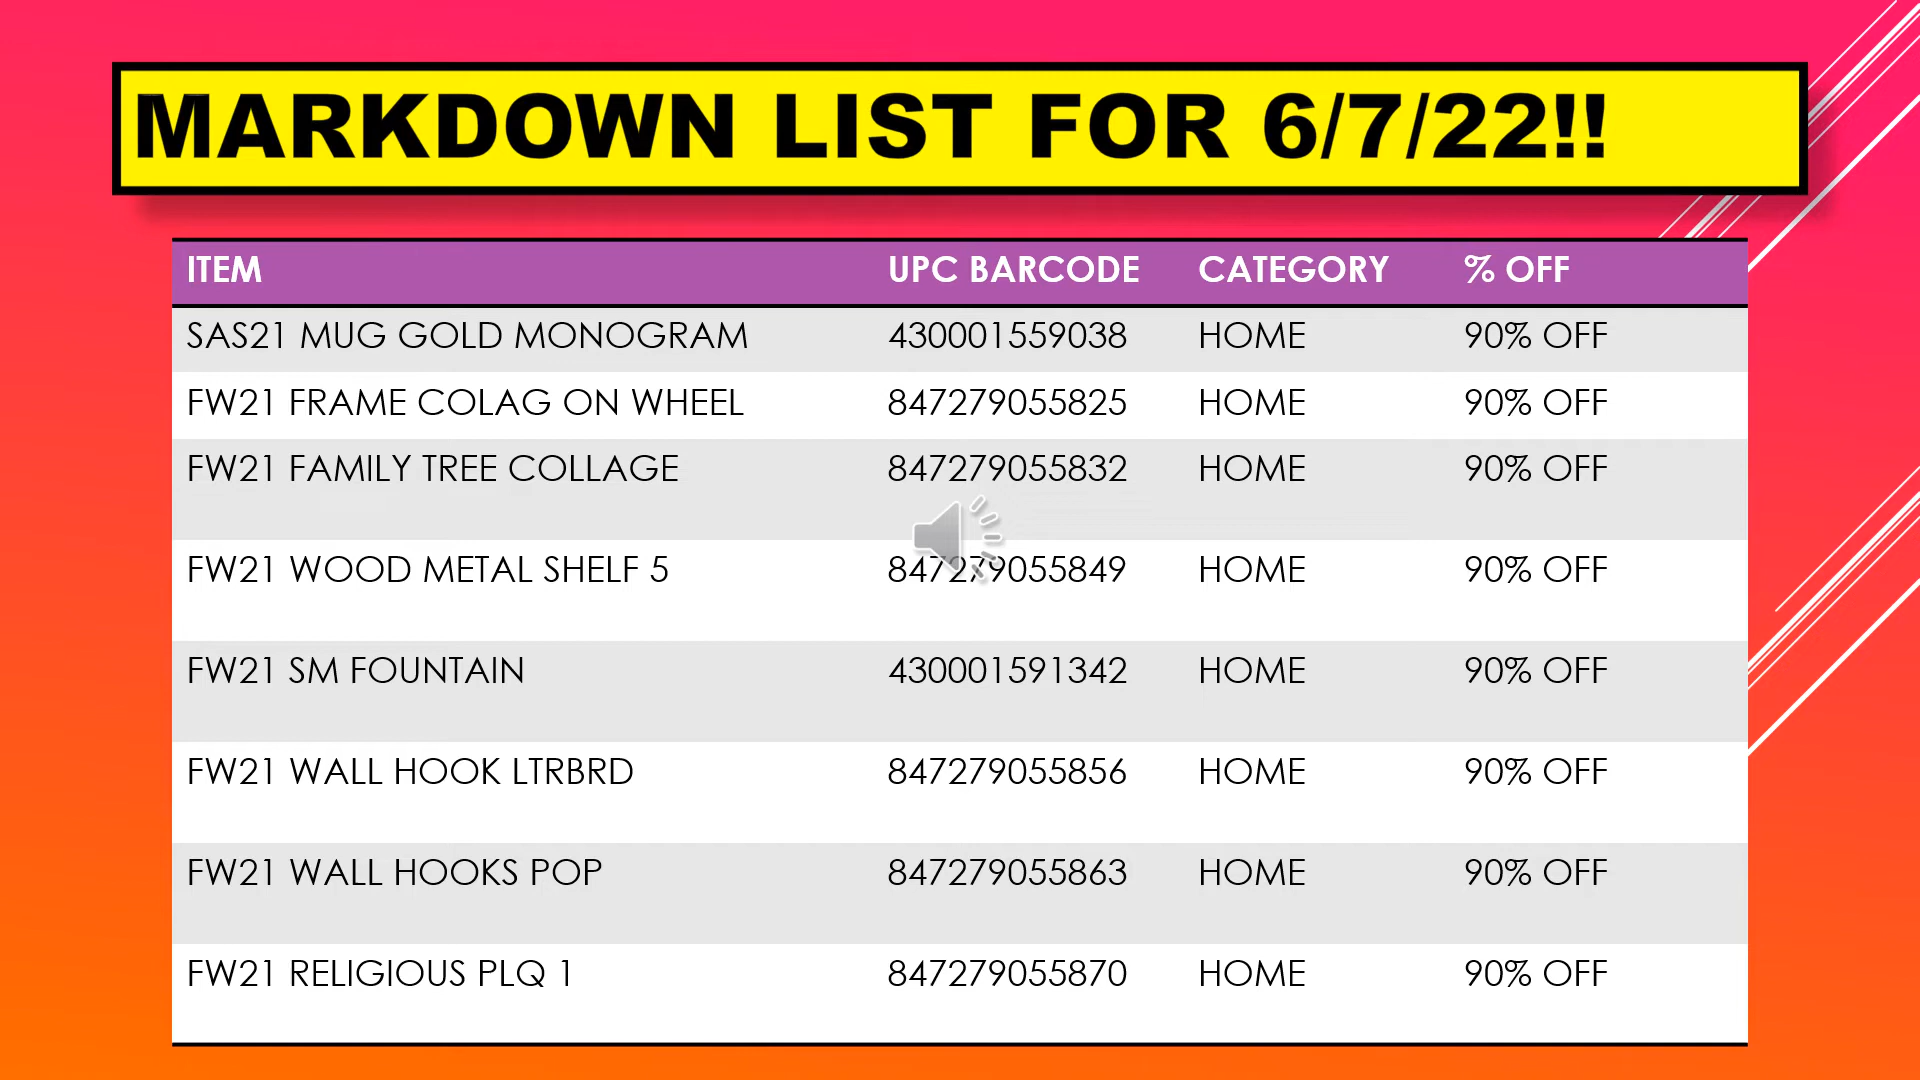 MARKDOWN LIST FOR 6/7/22!!
ITEM UPC BARCODE CATEGORY % OFF
SAS21 MUG GOLD MONOGRAM 430001559038 HOME 90% OFF
FW21 FRAME COLAG ON WHEEL 847279055825 HOME 90% OFF
FW21 FAMILY TREE COLLAGE 847279055832 HOME 90% OFF
FW21 WOOD METAL SHELF 5 847279055849 HOME 90% OFF
FW21 SM FOUNTAIN 430001591342 HOME 90% OFF
FW21 WALL HOOK LTRBRD 847279055856 HOME 90% OFF
FW21 WALL HOOKS POP 847279055863 HOME 90% OFF
FW21 RELIGIOUS PLQ 1 847279055870 HOME 90% OFF